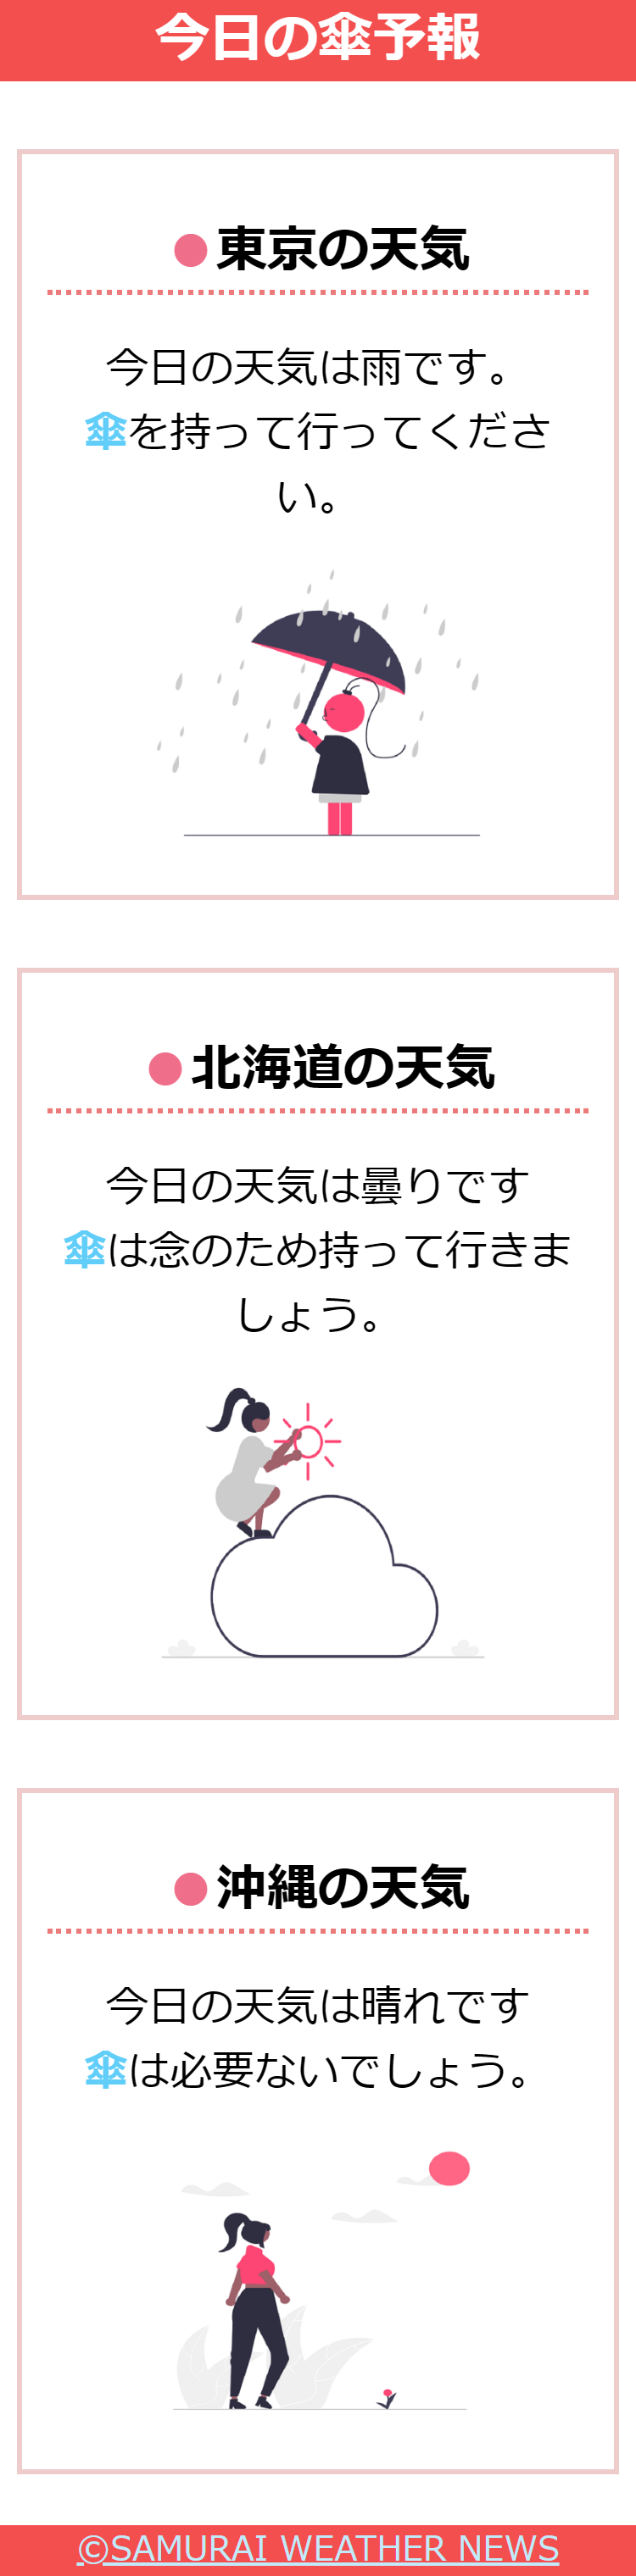 今日の傘予報
東京の天気
今日の天気は雨です。
傘を持って行ってくださ
い。
北海道の天気
今日の天気は曇りです
傘は念のため持って行きま
しょう。
沖縄の天気
今日の天気は晴れです
傘は必要ないでしょう。
©SAMURAI WEATHER NEWS